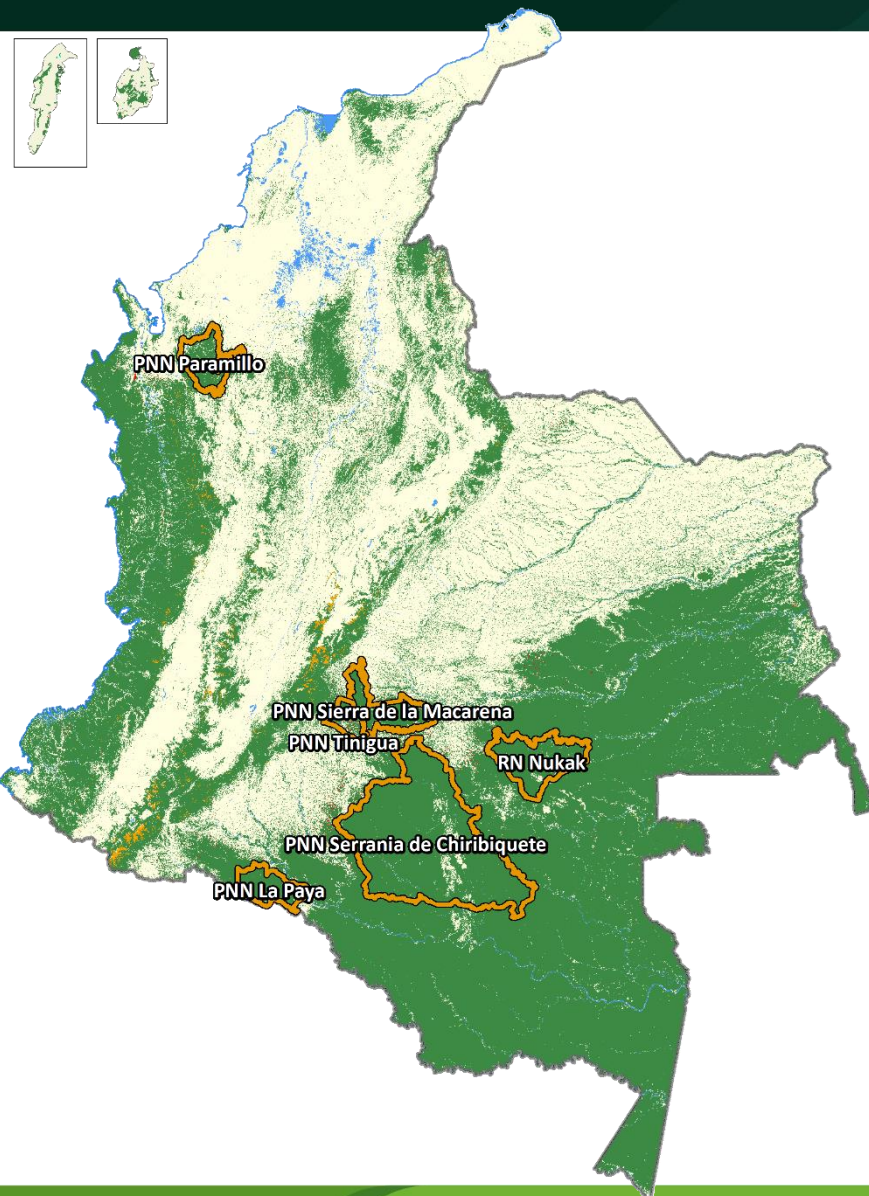 PNN Paramillo
PNN Sierra de la Macarena
PNN Tinigua
RN Nukak
PNN Serrania de Chiribiquete
PNN La Paya